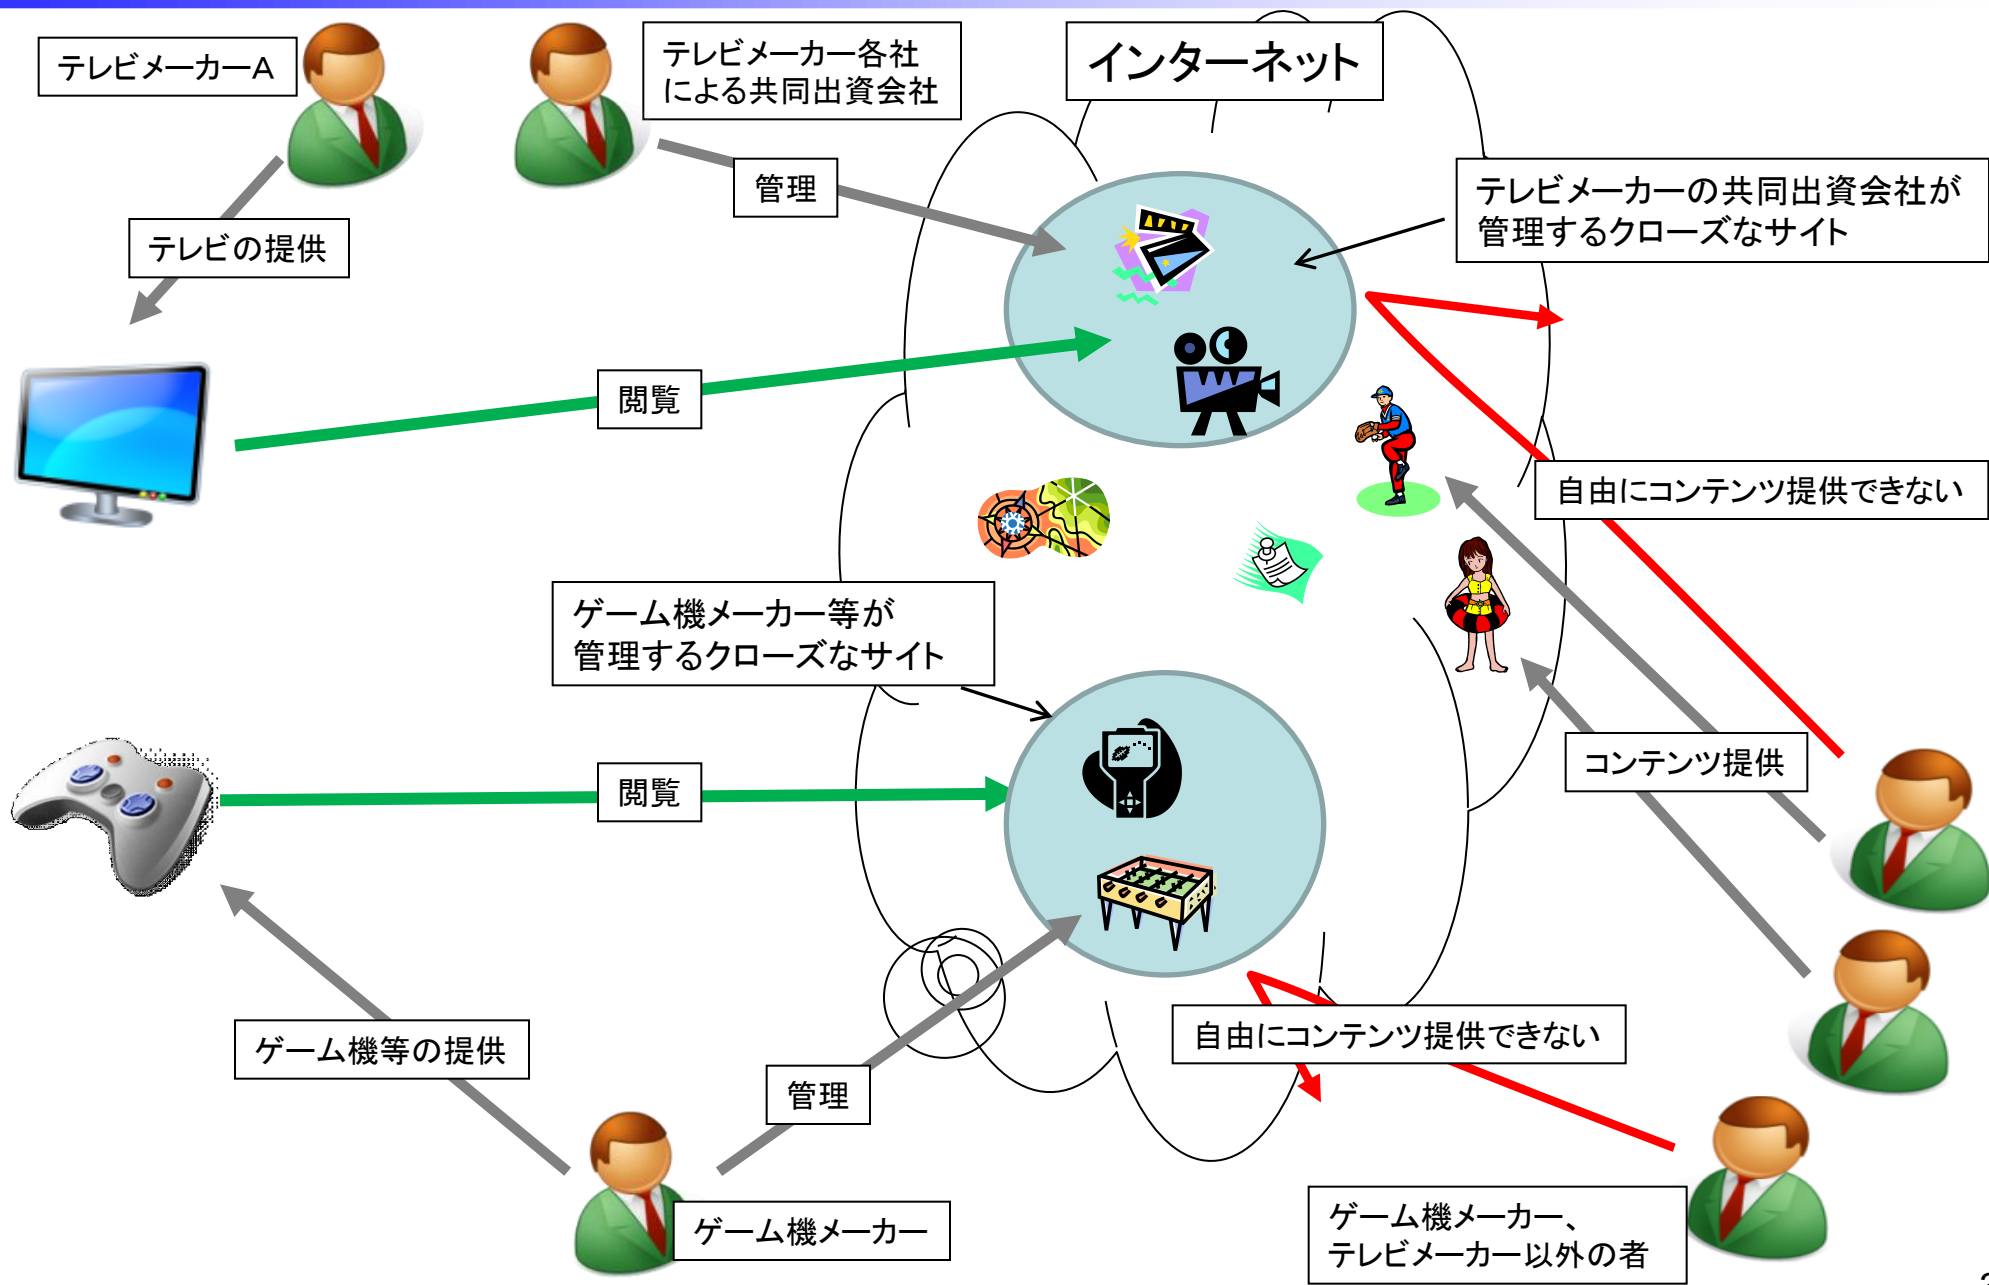 テレビメーカーA
テレビメーカー各社
による共同出資会社
インターネット
管理
テレビメーカーの共同出資会社が
管理するクローズなサイト
テレビの提供
閲覧
自由にコンテンツ提供できない
ゲーム機メーカー等が
管理するクローズなサイト
コンテンツ提供
閲覧
ゲーム機等の提供
自由にコンテンツ提供できない
管理
ゲーム機メーカー
ゲーム機メーカー、
テレビメーカー以外の者